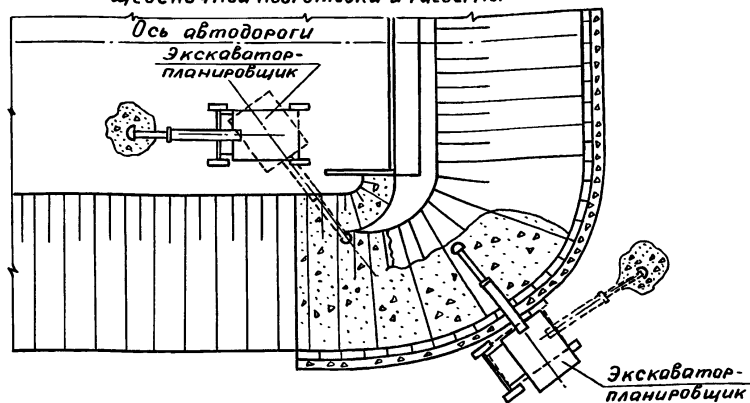 Ось автодороги
Экскаватор-
планировщик
Экскаватор-
планировщик